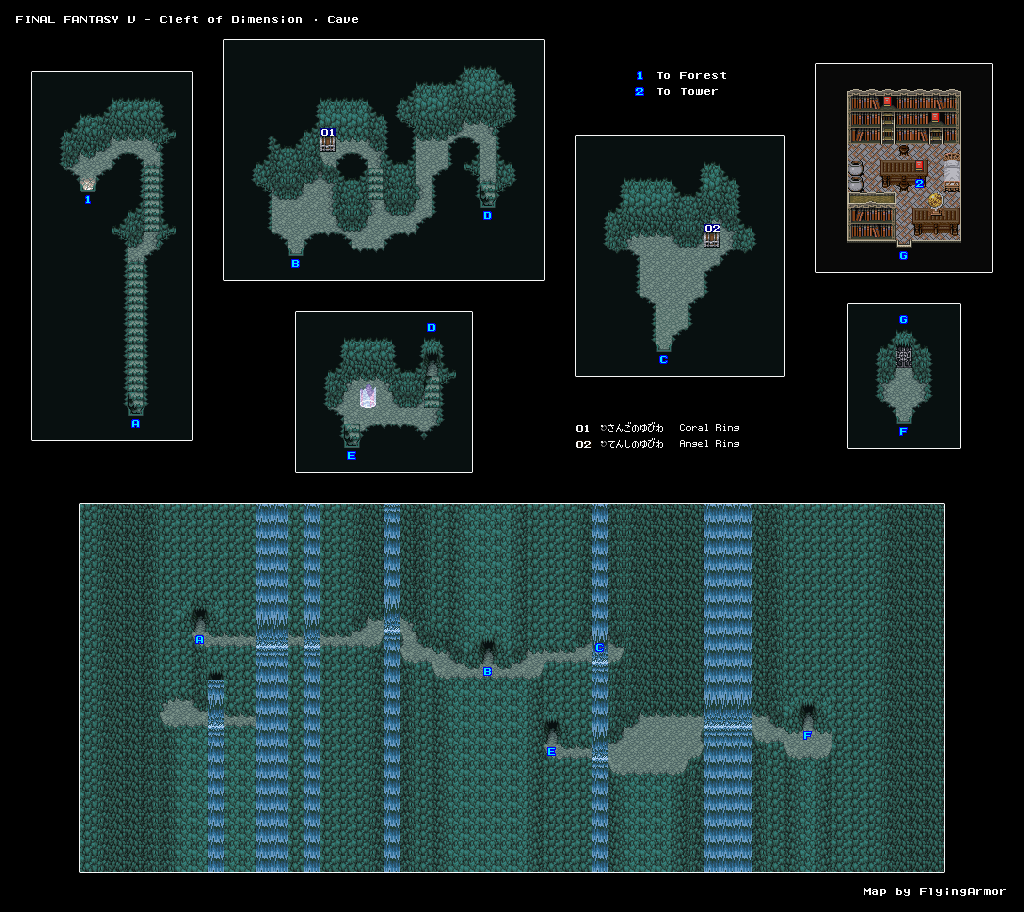 FINAL FANTASY V - Cleft of Dimension · Cave
1 To Forest
2 To Tower
01
1
D
B
A
02
C
2
G
D
E
G
F
01 さんごのゆびわ Coral Ring
02 てんしのゆびわ Angel Ring
A
B
C
E
F
Map by FlyingArmor